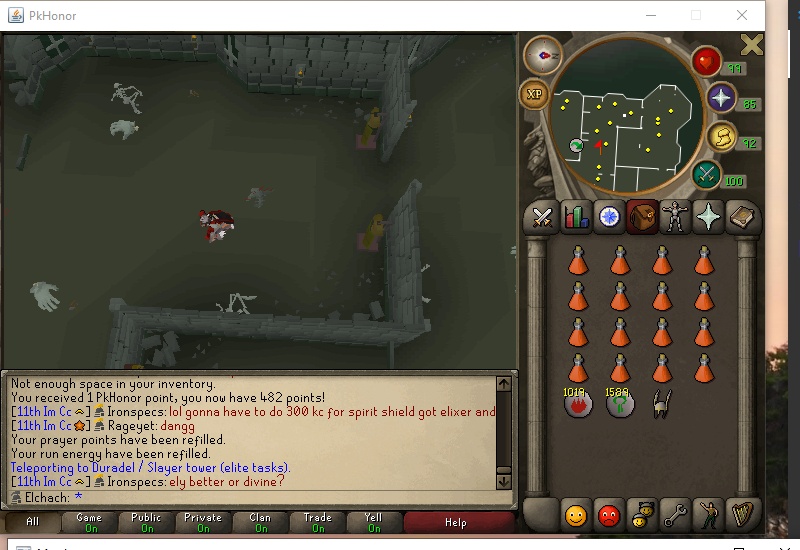 PkHonor
XP
N
99
85
92
100
Not enough space in your inventory.
You received 1 PkHonor point, you now have 482 points!
[11th Im Cc] Ironspecs: lol gonna have to do 300 kc for spirit shield got elixer and
[11th Im Cc] Rageyet: dangg
Your prayer points have been refilled.
Your run energy have been refilled.
Teleporting to Duradel / Slayer tower (elite tasks).
[11th Im Cc] Ironspecs: ely better or divine?
Elchach: *
1019
1589
All
Game
On
Public
On
Private
On
Clan
On
Trade
On
Yell
On
Help